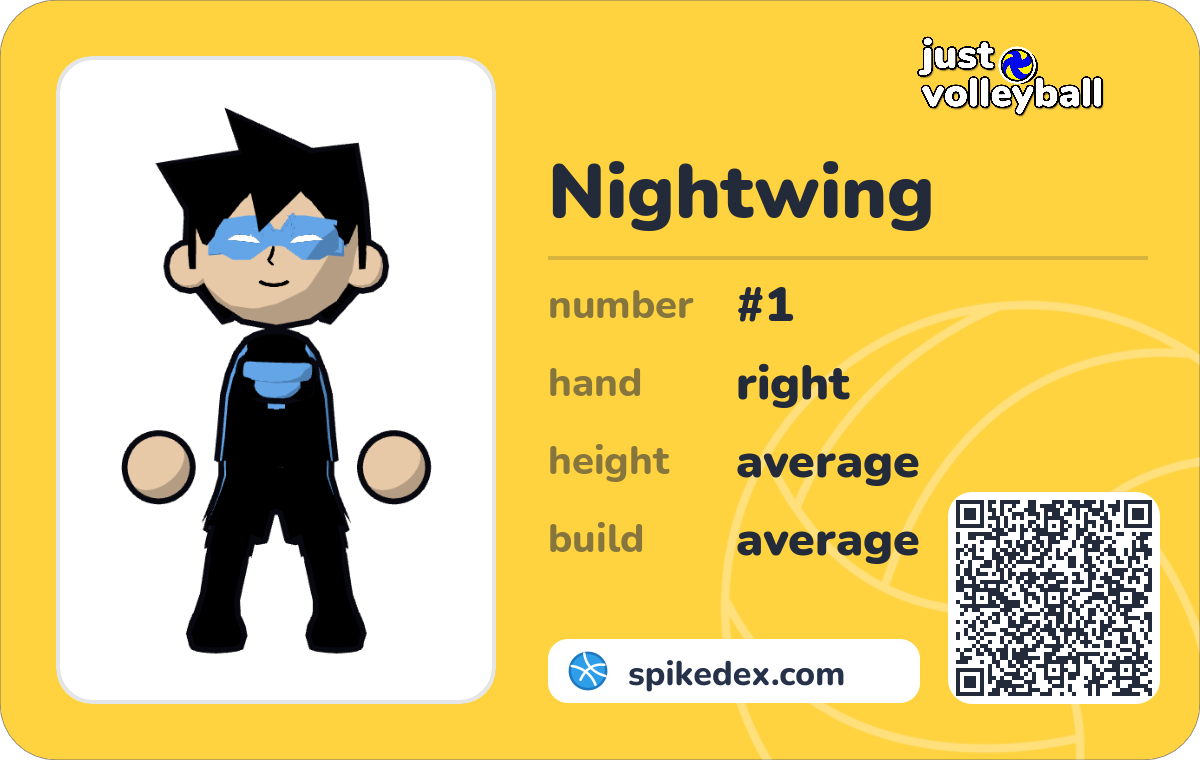 just
volleyball
Nightwing
number #1
hand right
height average
build average
spikedex.com